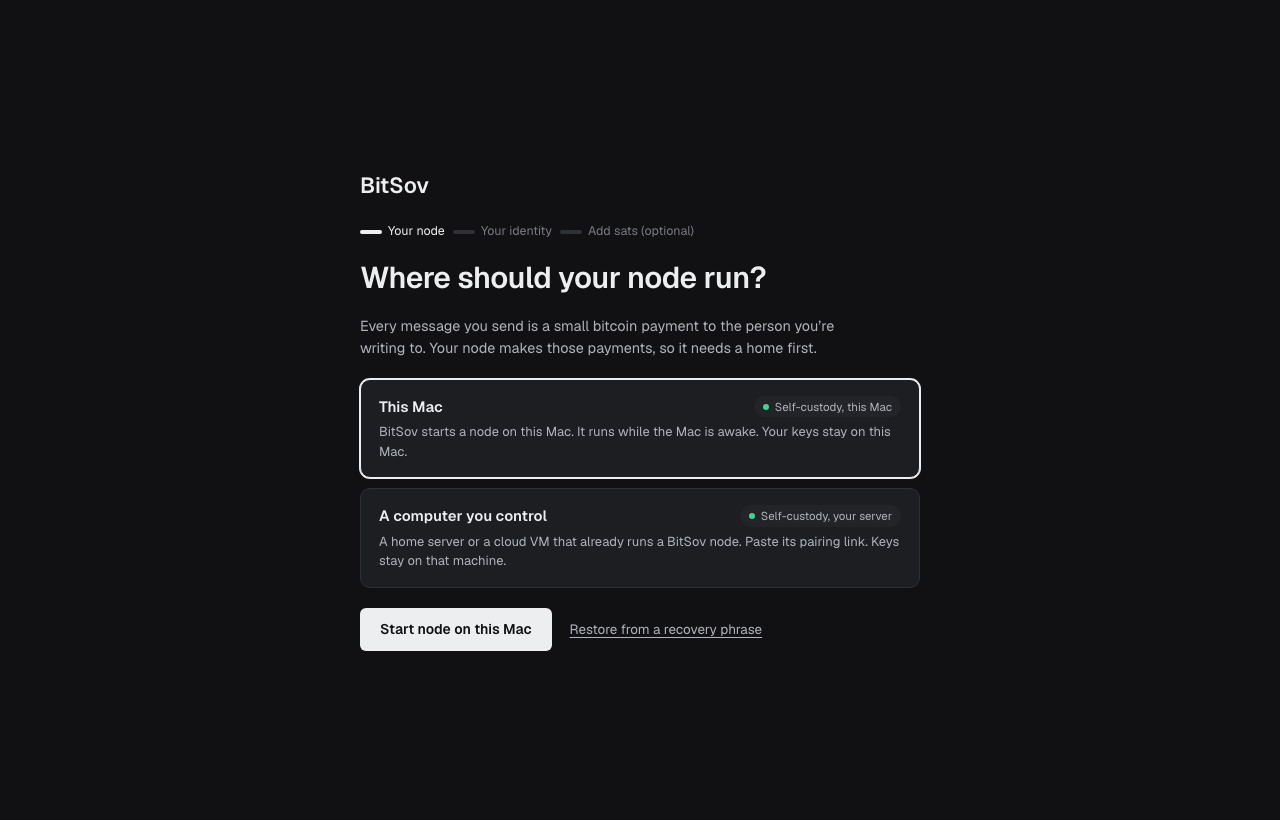 BitSov
Your node Your identity Add sats (optional)
Where should your node run?
Every message you send is a small bitcoin payment to the person you're
writing to. Your node makes those payments, so it needs a home first.
This Mac Self-custody, this Mac
BitSov starts a node on this Mac. It runs while the Mac is awake. Your keys stay on this
Mac.
A computer you control Self-custody, your server
A home server or a cloud VM that already runs a BitSov node. Paste its pairing link. Keys
stay on that machine.
Start node on this Mac Restore from a recovery phrase